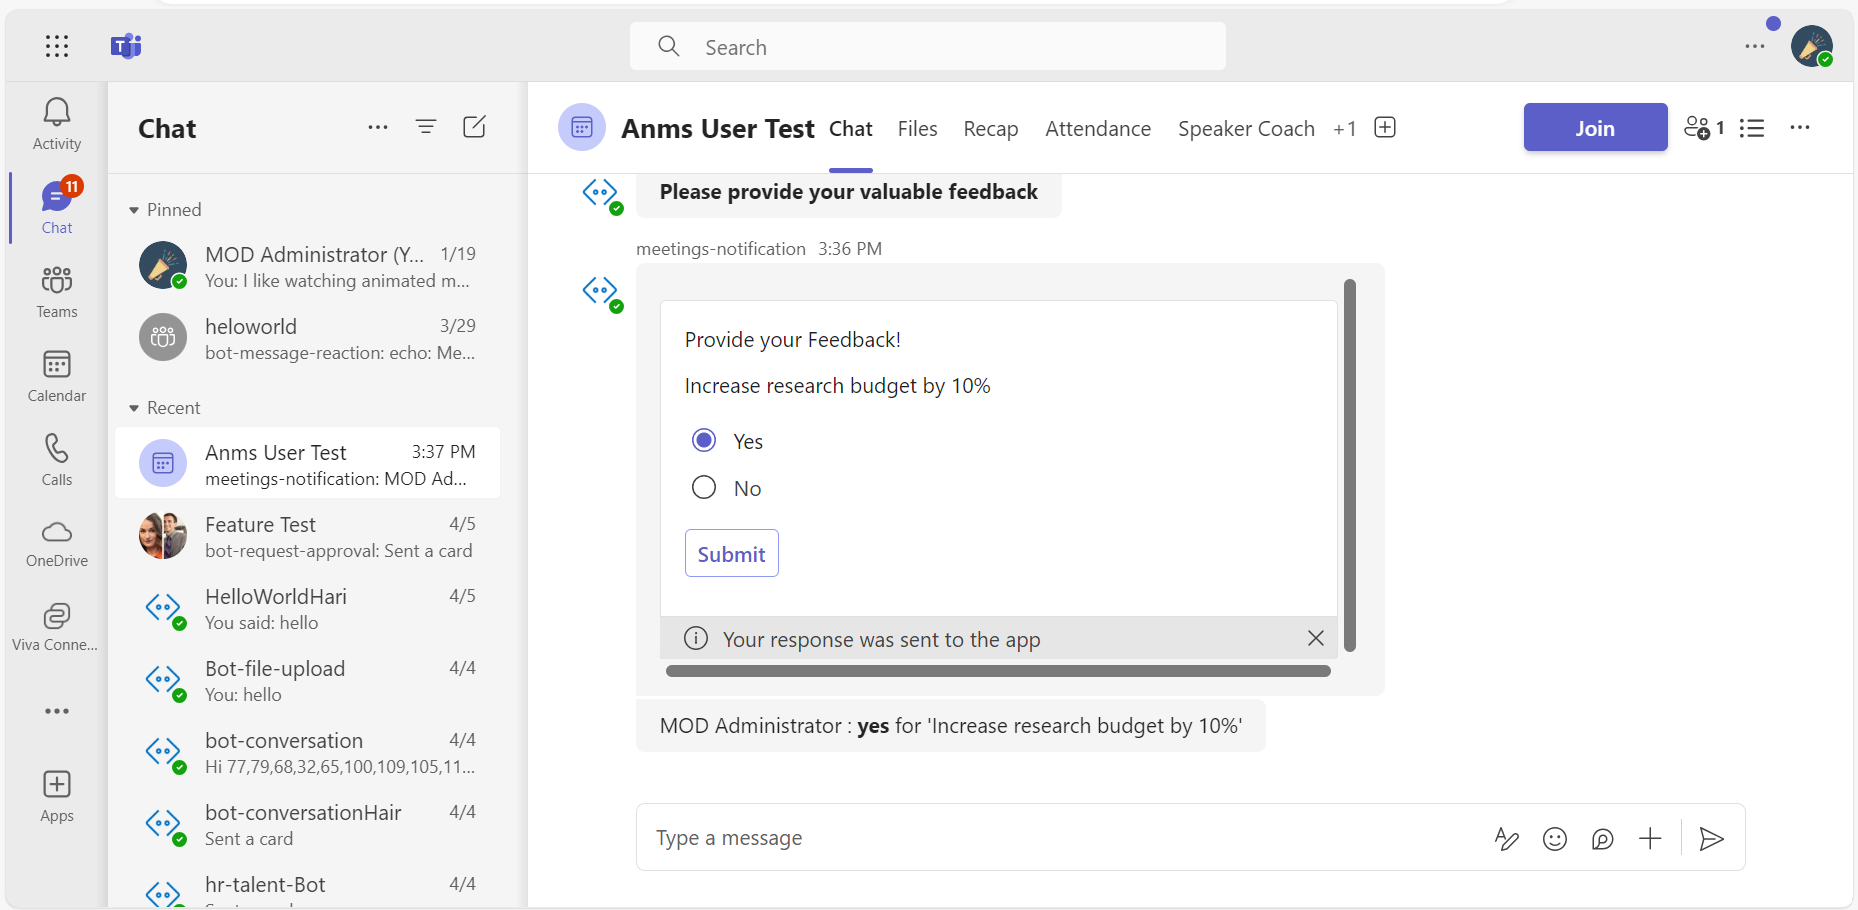 Search
Activity
11
Chat
Teams
Calendar
Calls
OneDrive
Viva Conne...
Apps
Chat
Pinned
MOD Administrator (Y... 1/19
You: I like watching animated m...
heloworld 3/29
bot-message-reaction: echo: Me...
Recent
Anms User Test 3:37 PM
meetings-notification: MOD Ad...
Feature Test 4/5
bot-request-approval: Sent a card
HelloWorldHari 4/5
You said: hello
Bot-file-upload 4/4
You: hello
bot-conversation 4/4
Hi 77,79,68,32,65,100,109,105,11...
bot-conversationHair 4/4
Sent a card
hr-talent-Bot 4/4
Anms User Test Chat Files Recap Attendance Speaker Coach +1 Join 1
Please provide your valuable feedback
meetings-notification 3:36 PM
Provide your Feedback!
Increase research budget by 10%
Yes
No
Submit
Your response was sent to the app
MOD Administrator : yes for 'Increase research budget by 10%'
Type a message